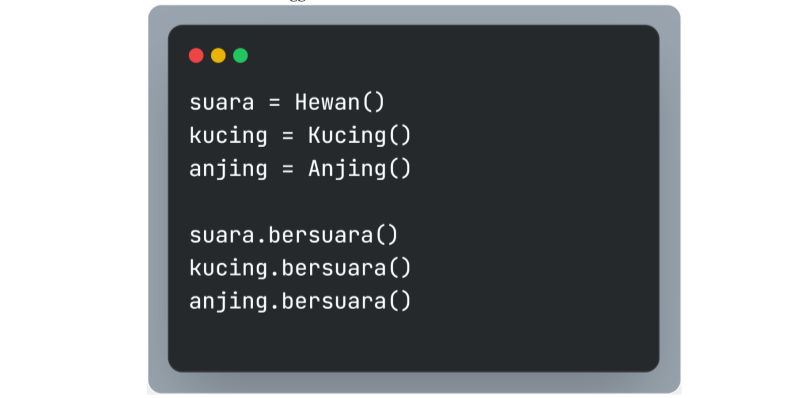 suara = Hewan()
kucing = Kucing()
anjing = Anjing()
suara.bersuara()
kucing.bersuara()
anjing.bersuara()